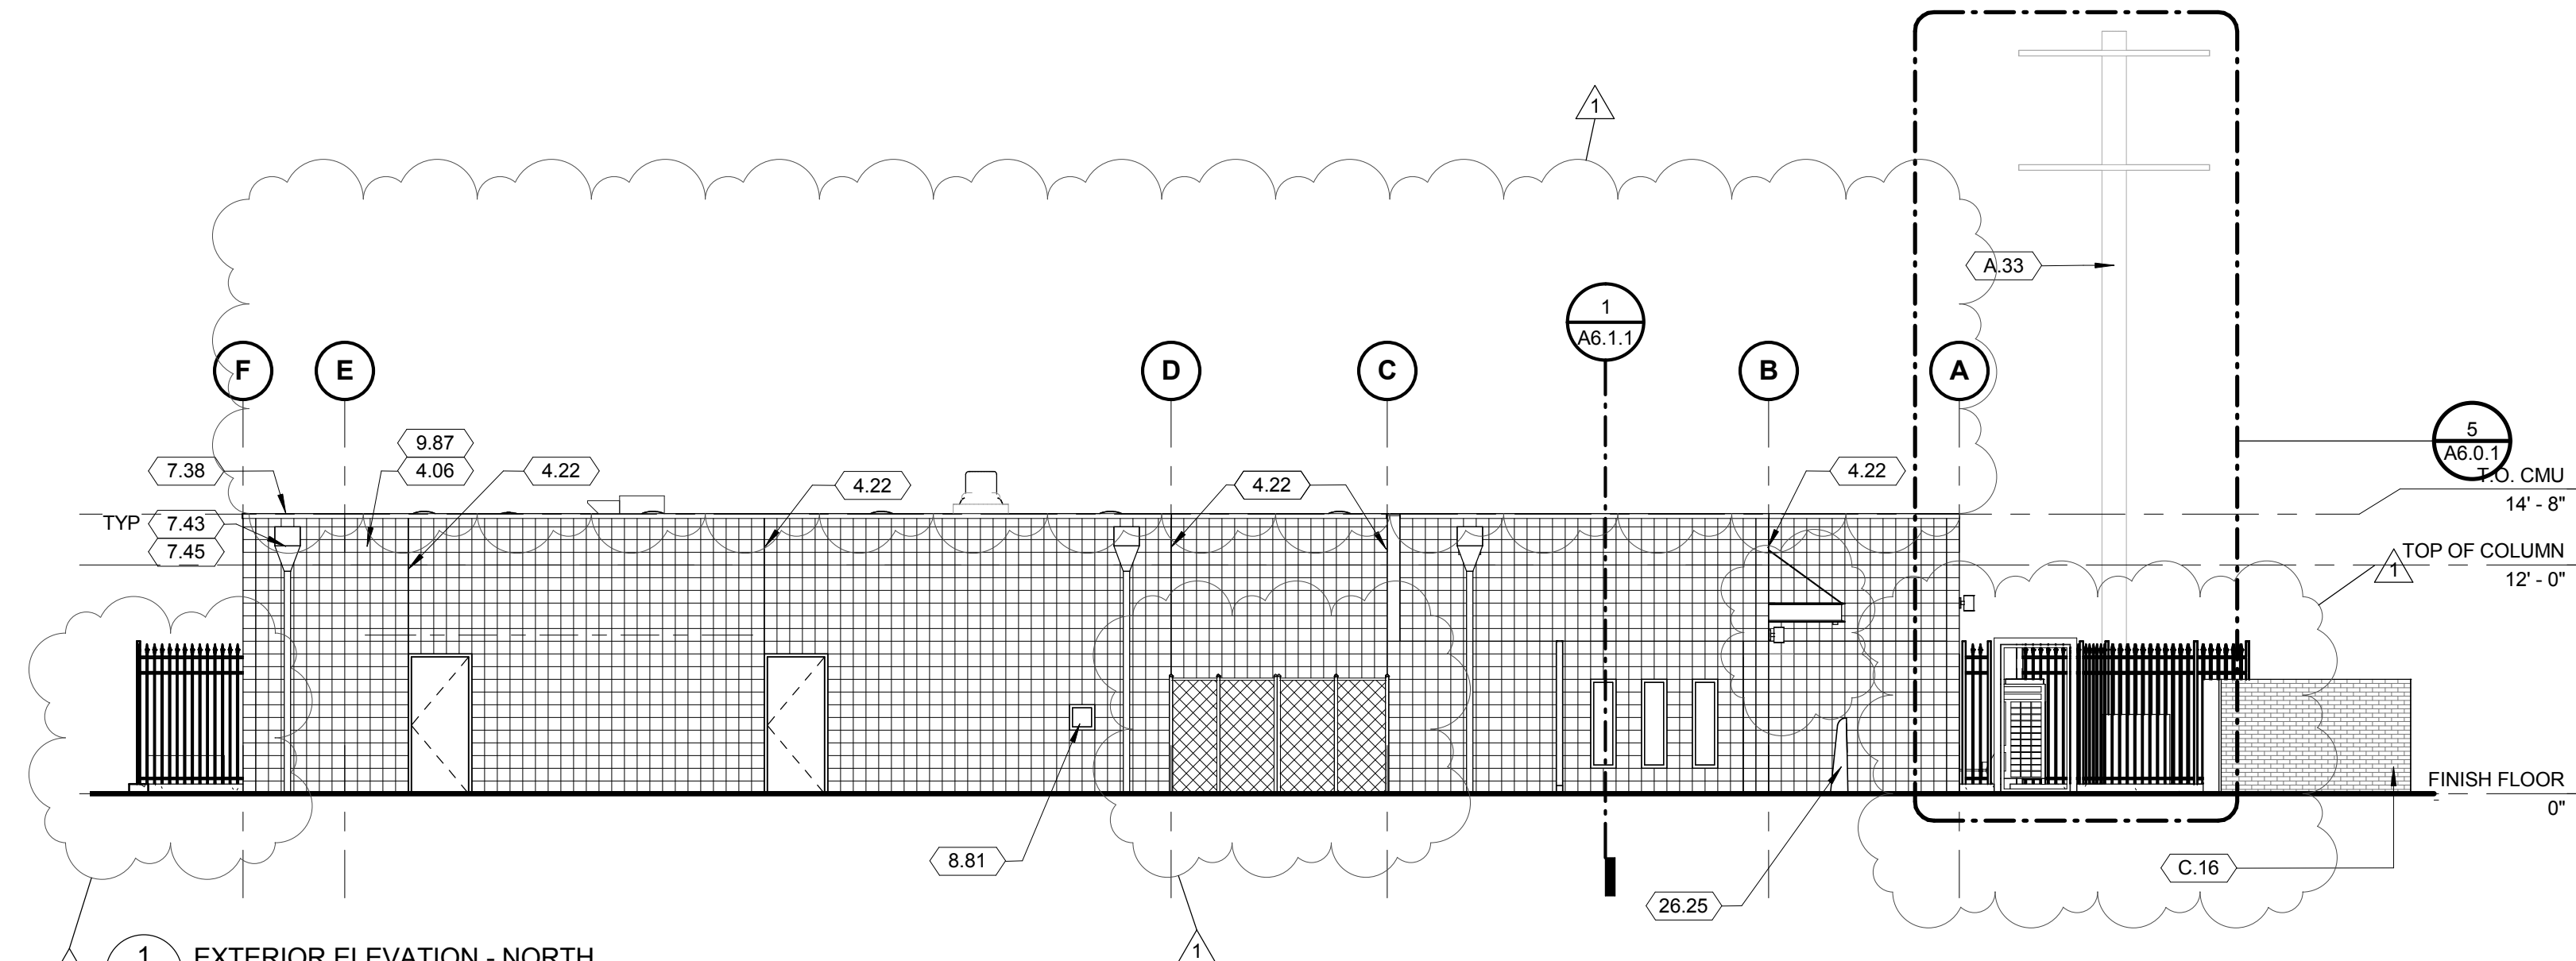 1
A.33
1
A6.1.1
F
E
D
C
B
A
5
A6.0.1
9.87
7.38
4.06
4.22
4.22
4.22
4.22
T.O. CMU
14' - 8"
TYP
7.43
7.45
TOP OF COLUMN
1
12' - 0"
FINISH FLOOR
0"
8.81
C.16
26.25
1
EXTERIOR ELEVATION - NORTH
1